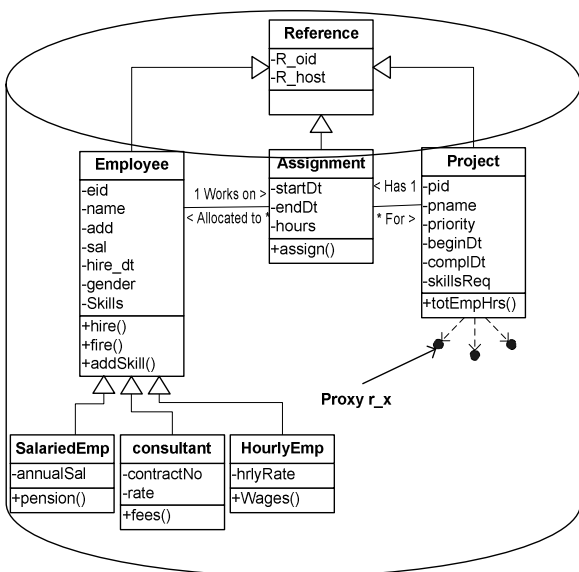 Reference
-R_oid
-R_host
Employee
-eid
-name
-add
-sal
-hire_dt
-gender
-Skills
+hire()
+fire()
+addSkill()
1 Works on >
< Allocated to *
Assignment
-startDt
-endDt
-hours
+assign()
< Has 1
* For >
Project
-pid
-pname
-priority
-beginDt
-complDt
-skillsReq
+totEmpHrs()
Proxy r_x
SalariedEmp
-annualSal
+pension()
consultant
-contractNo
-rate
+fees()
HourlyEmp
-hrlyRate
+Wages()